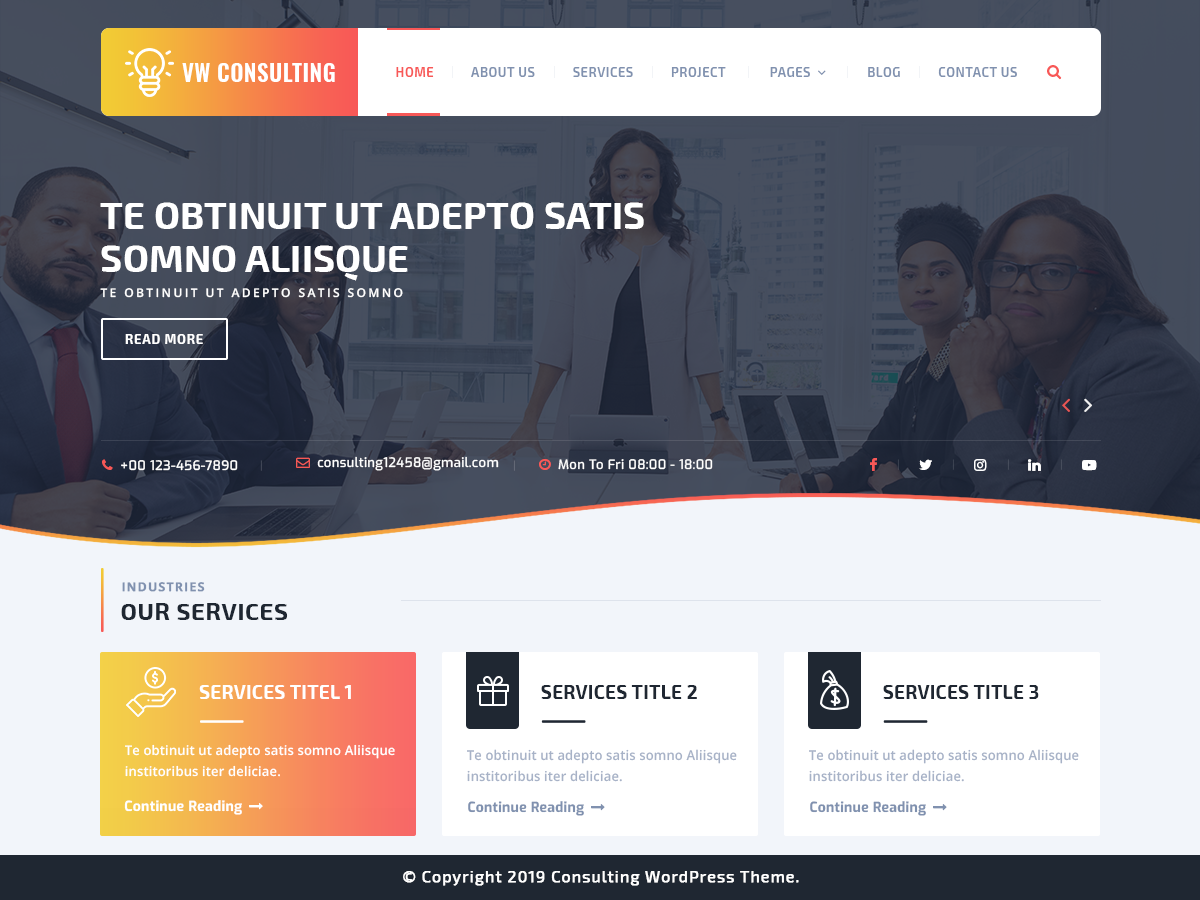 VW CONSULTING
HOME
ABOUT US
SERVICES
PROJECT
PAGES
BLOG
CONTACT US
TE OBTINUIT UT ADEPTO SATIS
SOMNO ALIISQUE
TE OBTINUIT UT ADEPTO SATIS SOMNO
READ MORE
+00 123-456-7890
consulting12458@gmail.com
Mon To Fri 08:00 - 18:00
INDUSTRIES
OUR SERVICES
SERVICES TITEL 1
Te obtinuit ut adepto satis somno Aliisque
institoribus iter deliciae.
Continue Reading
SERVICES TITLE 2
Te obtinuit ut adepto satis somno Aliisque
institoribus iter deliciae.
Continue Reading
SERVICES TITLE 3
Te obtinuit ut adepto satis somno Aliisque
institoribus iter deliciae.
Continue Reading
© Copyright 2019 Consulting WordPress Theme.